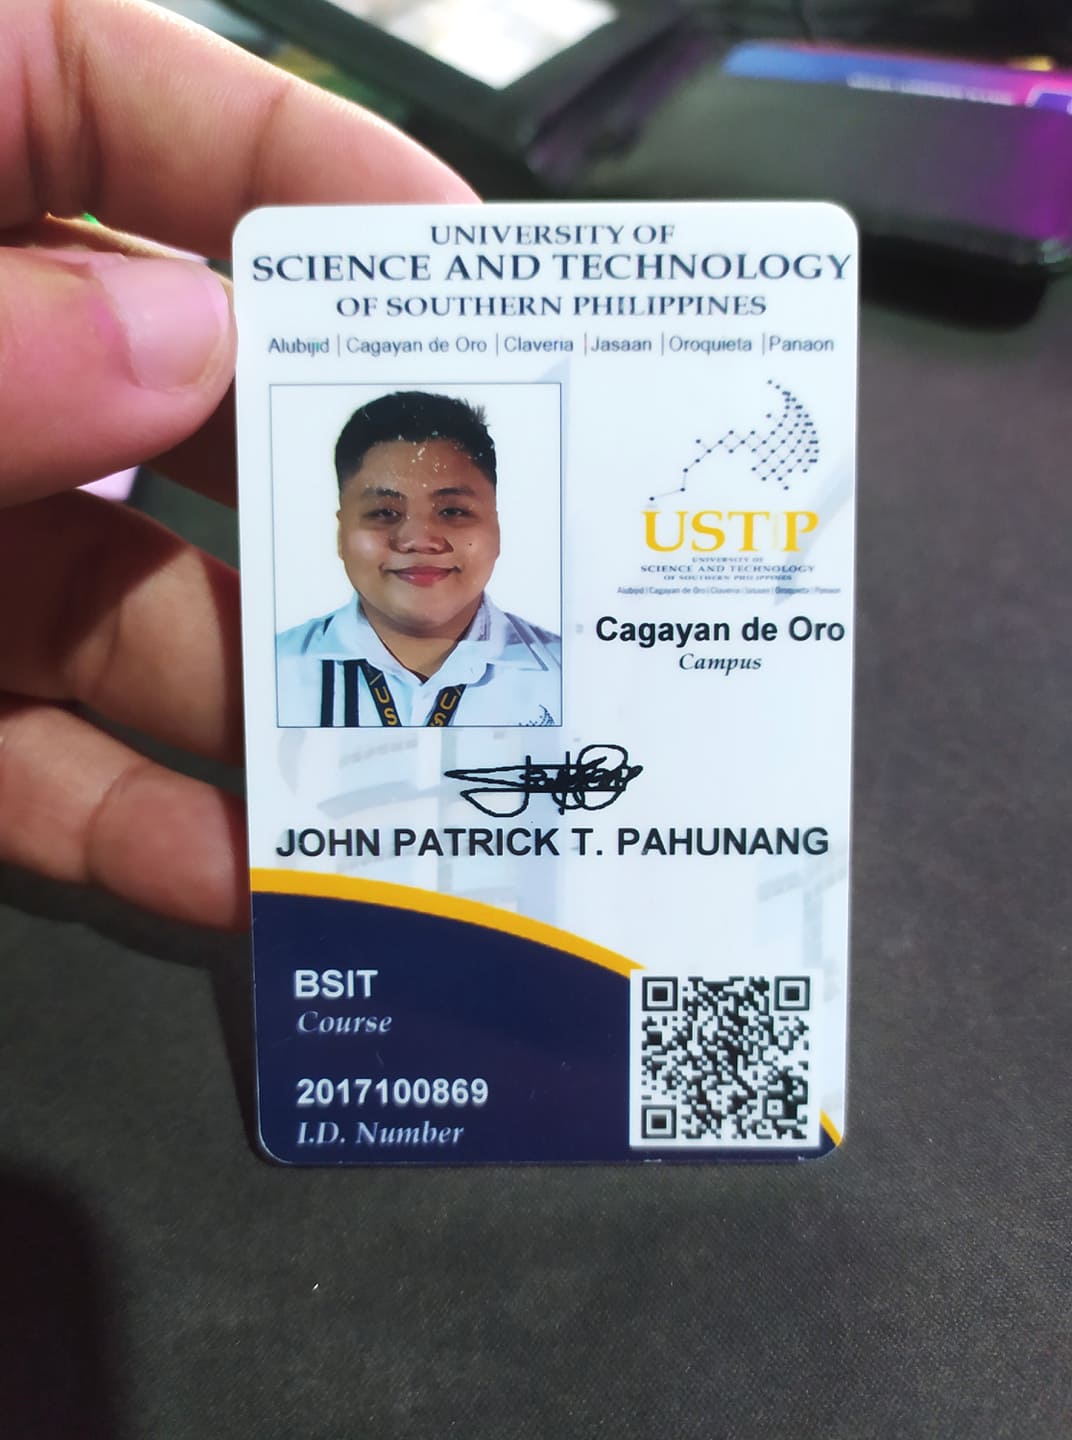 UNIVERSITY OF
SCIENCE AND TECHNOLOGY
OF SOUTHERN PHILIPPINES
Alubijid | Cagayan de Oro | Claveria | Jasaan | Oroquieta | Panaon
USTP
UNIVERSITY OF
SCIENCE AND TECHNOLOGY
OF SOUTHERN PHILIPPINES
Alubijid | Cagayan de Oro | Claveria | Jasaan | Oroquieta | Panaon
Cagayan de Oro
Campus
US
JOHN PATRICK T. PAHUNANG
BSIT
Course
2017100869
I.D. Number